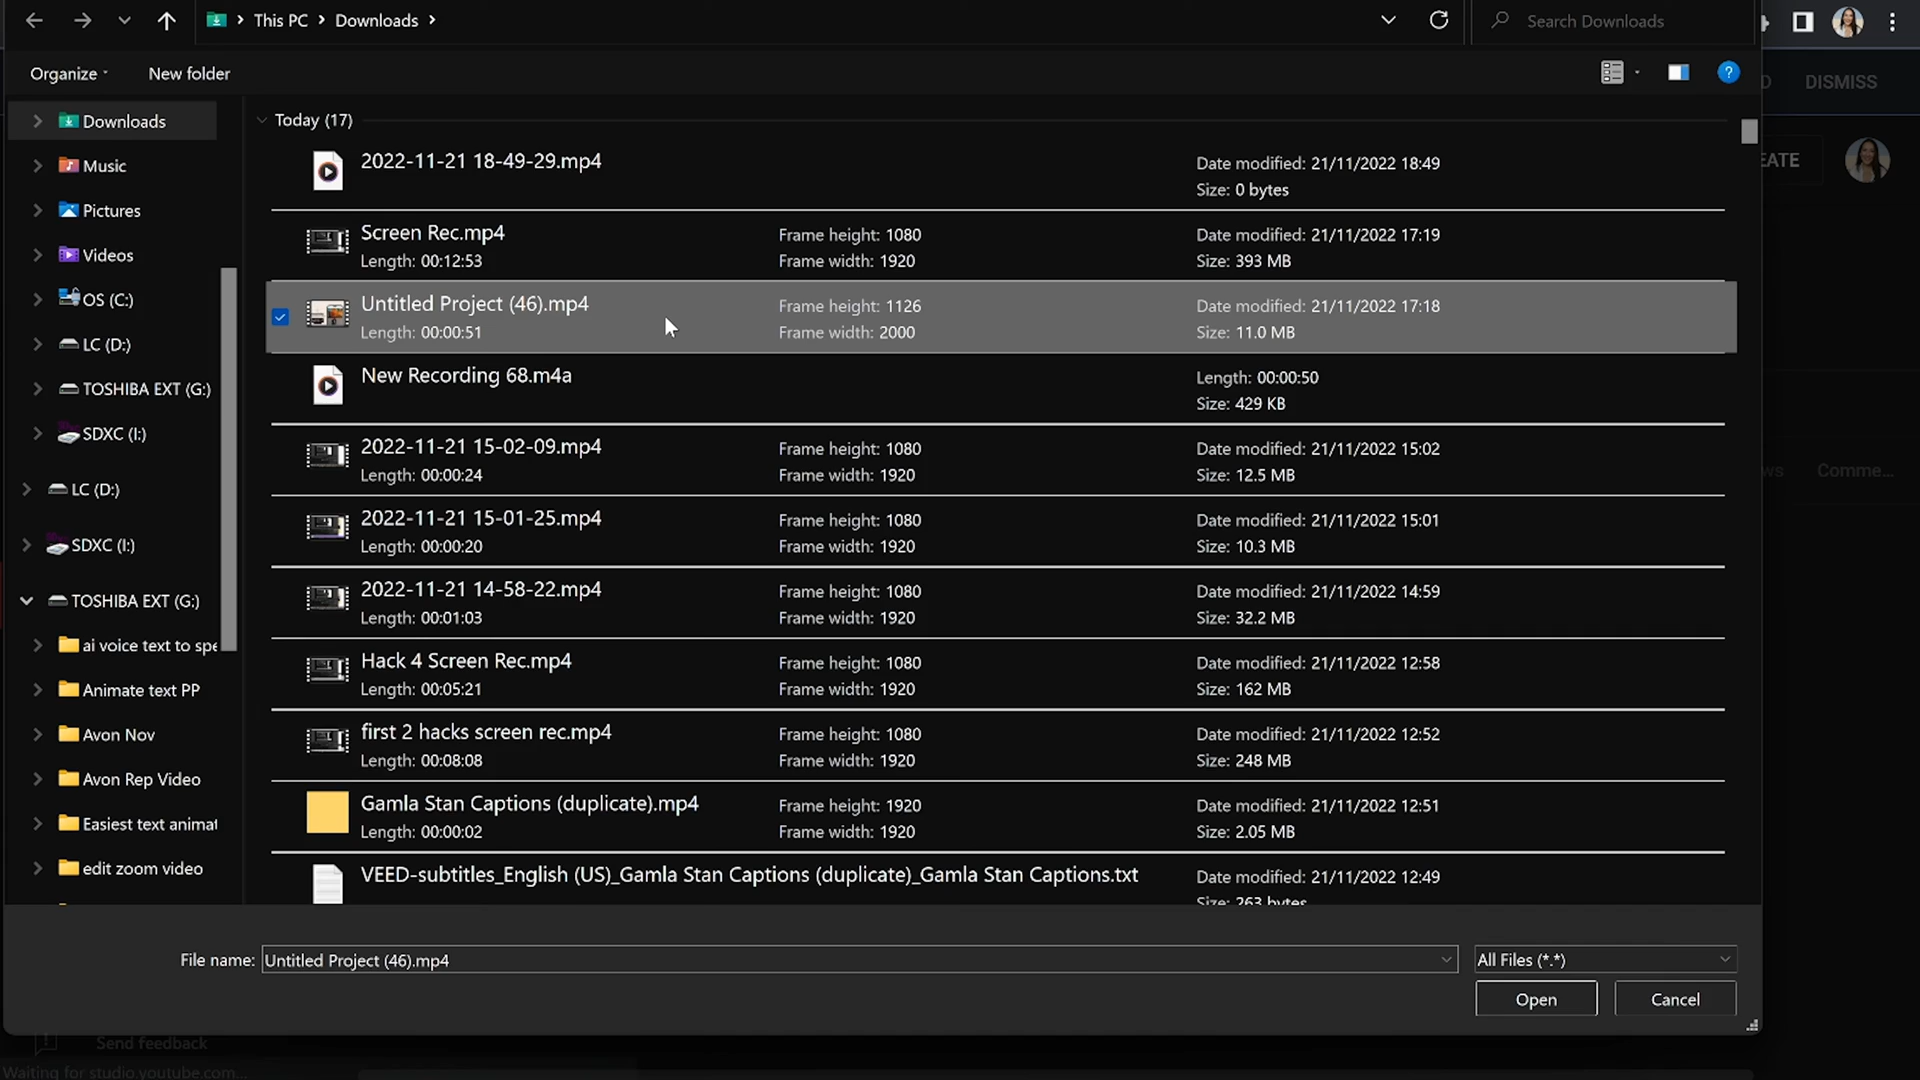 This PC
Downloads
Search Downloads
Organize
New folder
DISMISS
Downloads
Music
Pictures
Videos
OS (C:)
LC (D:)
TOSHIBA EXT (G:)
SDXC (I:)
LC (D:)
SDXC (I:)
TOSHIBA EXT (G:)
ai voice text to spe
Animate text PP
Avon Nov
Avon Rep Video
Easiest text animat
edit zoom video
Today (17)
2022-11-21 18-49-29.mp4
Date modified: 21/11/2022 18:49
Size: 0 bytes
Screen Rec.mp4
Length: 00:12:53
Frame height: 1080
Frame width: 1920
Date modified: 21/11/2022 17:19
Size: 393 MB
Untitled Project (46).mp4
Length: 00:00:51
Frame height: 1126
Frame width: 2000
Date modified: 21/11/2022 17:18
Size: 11.0 MB
New Recording 68.m4a
Length: 00:00:50
Size: 429 KB
2022-11-21 15-02-09.mp4
Length: 00:00:24
Frame height: 1080
Frame width: 1920
Date modified: 21/11/2022 15:02
Size: 12.5 MB
2022-11-21 15-01-25.mp4
Length: 00:00:20
Frame height: 1080
Frame width: 1920
Date modified: 21/11/2022 15:01
Size: 10.3 MB
2022-11-21 14-58-22.mp4
Length: 00:01:03
Frame height: 1080
Frame width: 1920
Date modified: 21/11/2022 14:59
Size: 32.2 MB
Hack 4 Screen Rec.mp4
Length: 00:05:21
Frame height: 1080
Frame width: 1920
Date modified: 21/11/2022 12:58
Size: 162 MB
first 2 hacks screen rec.mp4
Length: 00:08:08
Frame height: 1080
Frame width: 1920
Date modified: 21/11/2022 12:52
Size: 248 MB
Gamla Stan Captions (duplicate).mp4
Length: 00:00:02
Frame height: 1920
Frame width: 1920
Date modified: 21/11/2022 12:51
Size: 2.05 MB
VEED-subtitles_English (US)_Gamla Stan Captions (duplicate)_Gamla Stan Captions.txt
Date modified: 21/11/2022 12:49
Size: 263 bytes
EATE
ws
Comme...
File name: Untitled Project (46).mp4
All Files (*.*)
Open
Cancel
Send feedback
Waiting for studio.youtube.com...